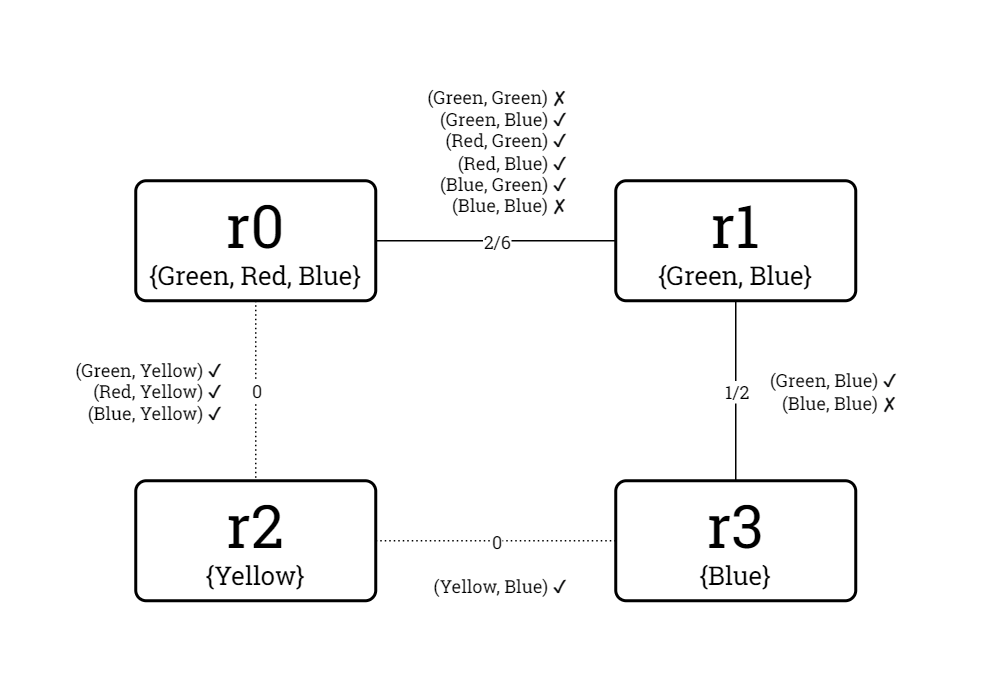 (Green, Green) ✗
(Green, Blue) ✓
(Red, Green) ✓
(Red, Blue) ✓
(Blue, Green) ✓
(Blue, Blue) ✗
r0
{Green, Red, Blue}
2/6
r1
{Green, Blue}
(Green, Yellow) ✓
(Red, Yellow) ✓
(Blue, Yellow) ✓
0
1/2
(Green, Blue) ✓
(Blue, Blue) ✗
r2
{Yellow}
0
(Yellow, Blue) ✓
r3
{Blue}